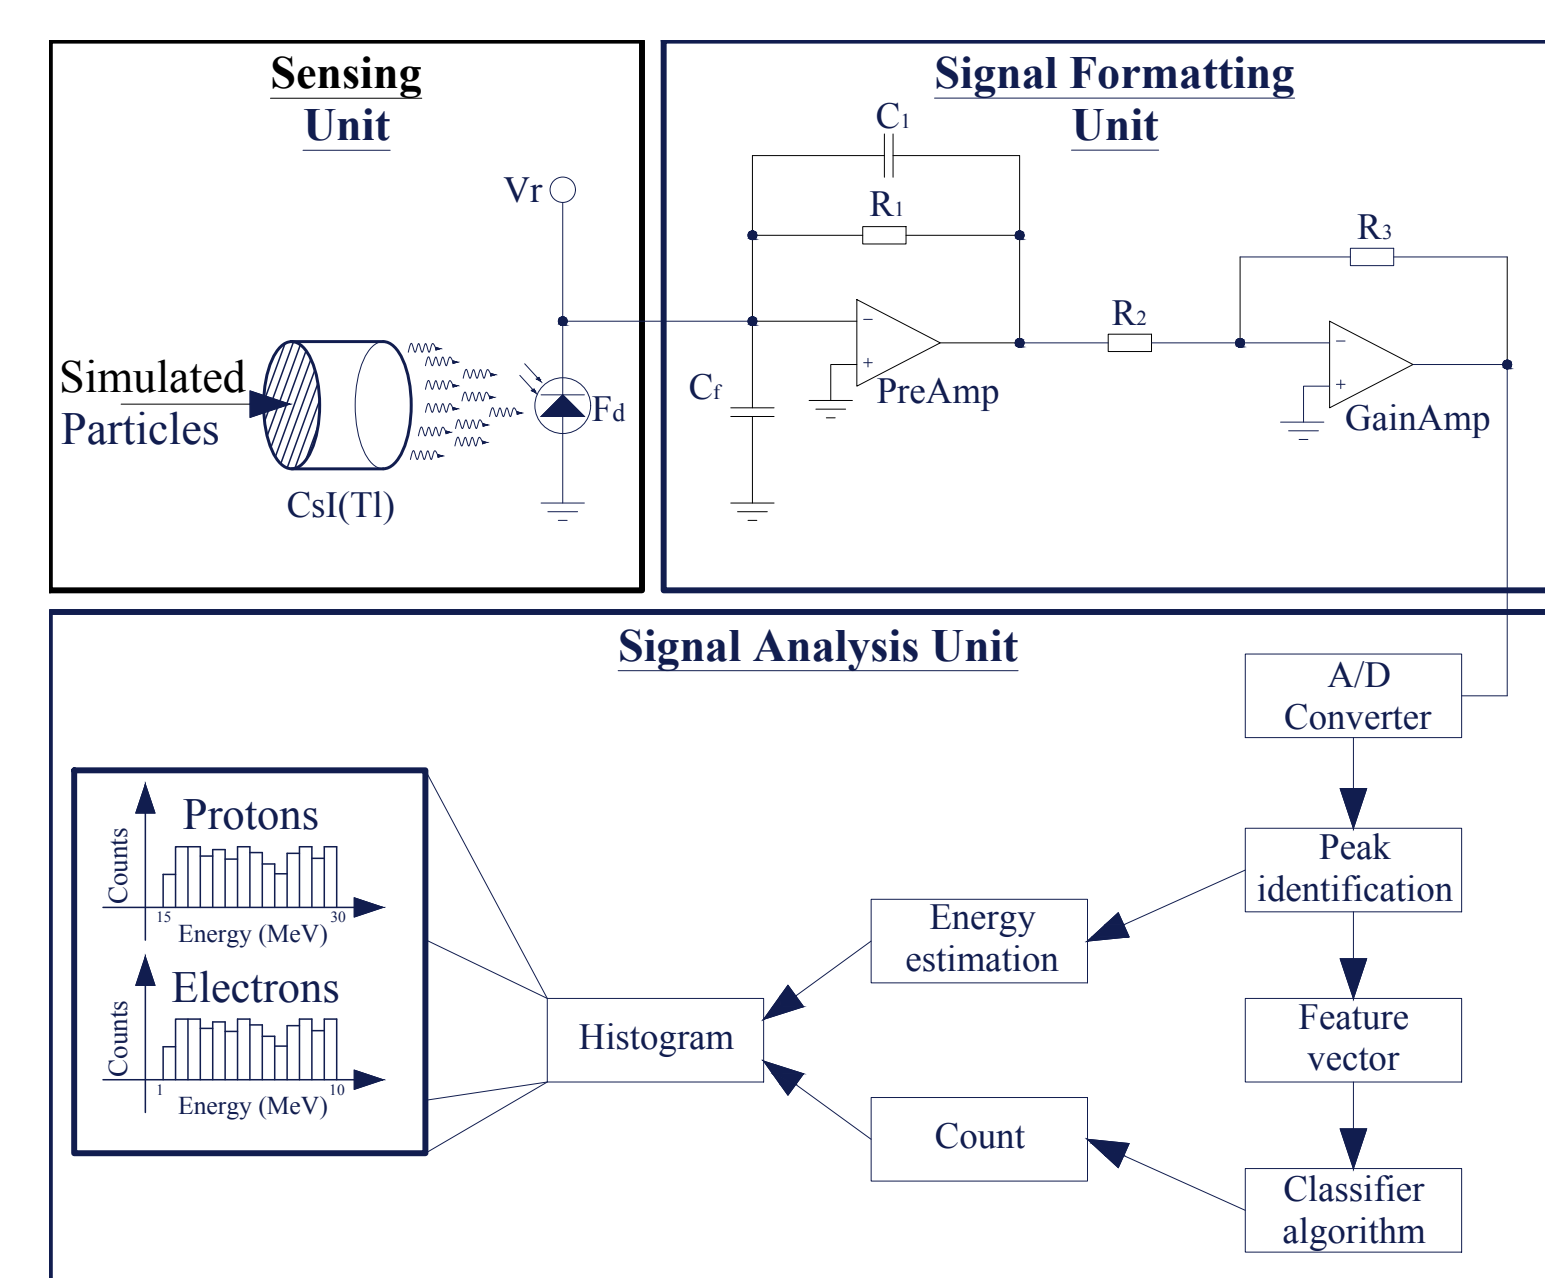 Sensing
Unit
Vr
Simulated
Particles
Fd
CsI(Tl)
Signal Formatting
Unit
C1
R1
R3
R2
−
+
Cf
PreAmp
−
+
GainAmp
Signal Analysis Unit
A/D
Converter
Peak
identification
Feature
vector
Classifier
algorithm
Energy
estimation
Count
Histogram
Protons
Counts
15
30
Energy (MeV)
Electrons
Counts
1
10
Energy (MeV)